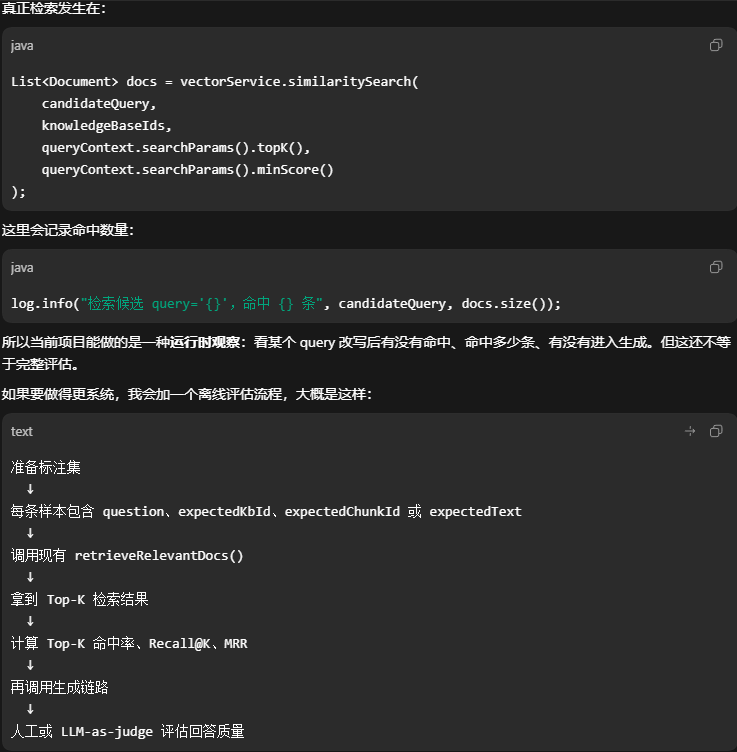 真正检索发生在：
java
List<Document> docs = vectorService.similaritySearch(
    candidateQuery,
    knowledgeBaseIds,
    queryContext.searchParams().topK(),
    queryContext.searchParams().minScore()
);
这里会记录命中数量：
java
log.info("检索候选 query='{}'，命中 {} 条", candidateQuery, docs.size());
所以当前项目能做的是一种运行时观察：看某个 query 改写后有没有命中、命中多少条、有没有进入生成。但这还不等
于完整评估。
如果要做得更系统，我会加一个离线评估流程，大概是这样：
text
准备标注集
↓
每条样本包含 question、expectedKbId、expectedChunkId 或 expectedText
↓
调用现有 retrieveRelevantDocs()
↓
拿到 Top-K 检索结果
↓
计算 Top-K 命中率、Recall@K、MRR
↓
再调用生成链路
↓
人工或 LLM-as-judge 评估回答质量